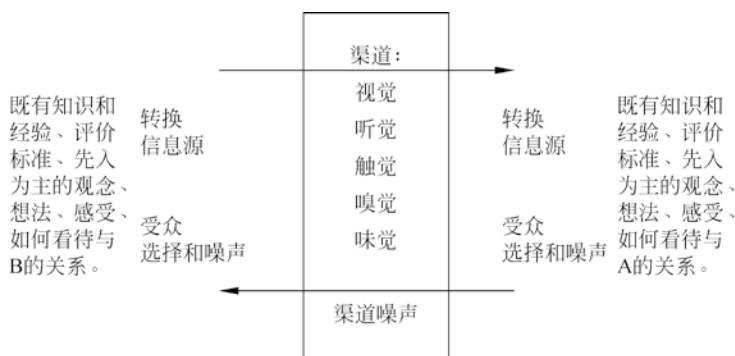 既有知识和
经验、评价
标准、先入
为主的观念、
想法、感受、
如何看待与
B的关系。
转换
信息源
受众
选择和噪声
渠道：
视觉
听觉
触觉
嗅觉
味觉
渠道噪声
转换
信息源
受众
选择和噪声
既有知识和
经验、评价
标准、先入
为主的观念、
想法、感受、
如何看待与
A的关系。